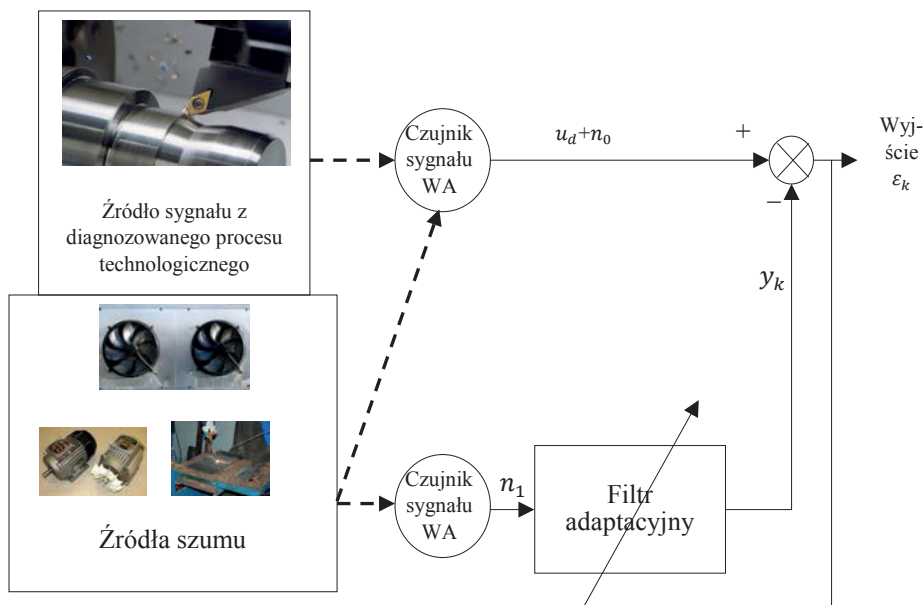 Źródło sygnału z
diagnozowanego procesu
technologicznego
Czujnik
sygnału
WA
u_d+n_0
+
−
Wyj-
ście
ε_k
y_k
Źródła szumu
Czujnik
sygnału
WA
n_1
Filtr
adaptacyjny